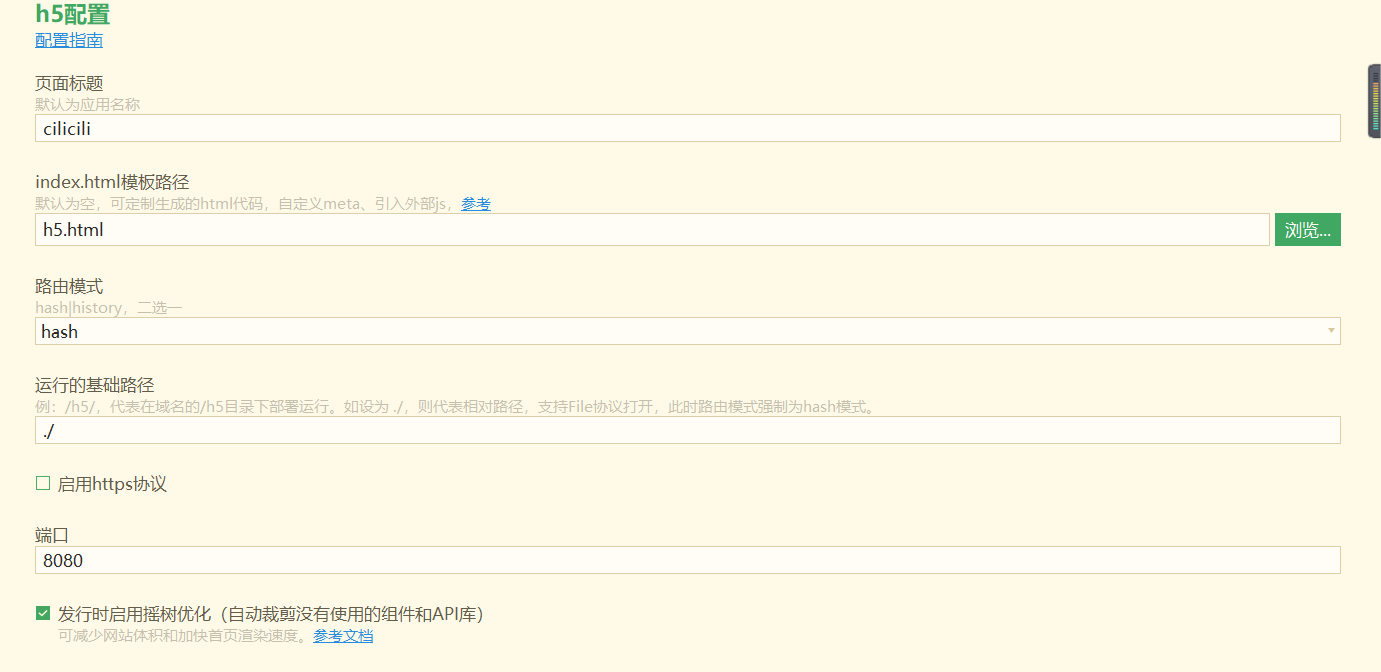 h5配置
配置指南
页面标题
默认为应用名称
cilicili
index.html模板路径
默认为空，可定制生成的html代码，自定义meta、引入外部js，参考
h5.html 浏览...
路由模式
hash|history，二选一
hash
运行的基础路径
例：/h5/，代表在域名的/h5目录下部署运行。如设为 ./，则代表相对路径，支持File协议打开，此时路由模式强制为hash模式。
./
启用https协议
端口
8080
发行时启用摇树优化（自动裁剪没有使用的组件和API库）
可减少网站体积和加快首页渲染速度。参考文档